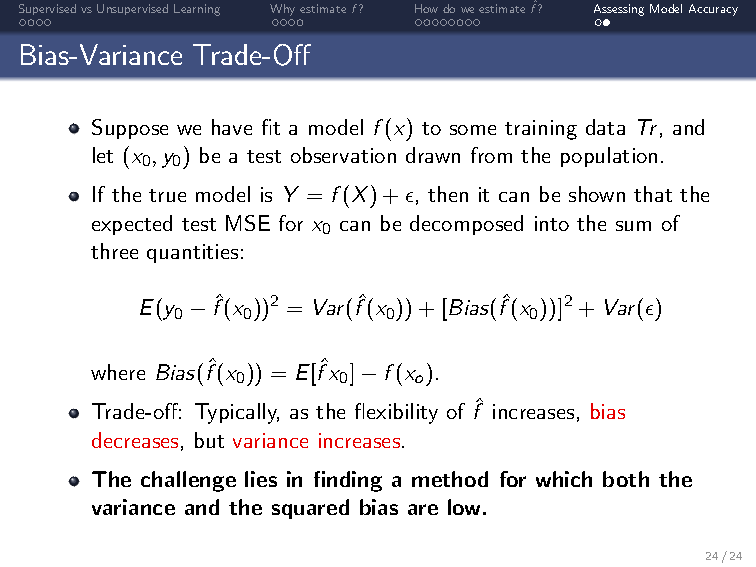 Supervised vs Unsupervised Learning Why estimate f? How do we estimate f̂? Assessing Model Accuracy
Bias-Variance Trade-Off
Suppose we have fit a model f(x) to some training data Tr, and
let (x₀, y₀) be a test observation drawn from the population.
If the true model is Y = f(X) + ϵ, then it can be shown that the
expected test MSE for x₀ can be decomposed into the sum of
three quantities:
E(y₀ − f̂(x₀))² = Var(f̂(x₀)) + [Bias(f̂(x₀))]² + Var(ϵ)
where Bias(f̂(x₀)) = E[f̂x₀] − f(xₒ).
Trade-off: Typically, as the flexibility of f̂ increases, bias
decreases, but variance increases.
The challenge lies in finding a method for which both the
variance and the squared bias are low.
24 / 24